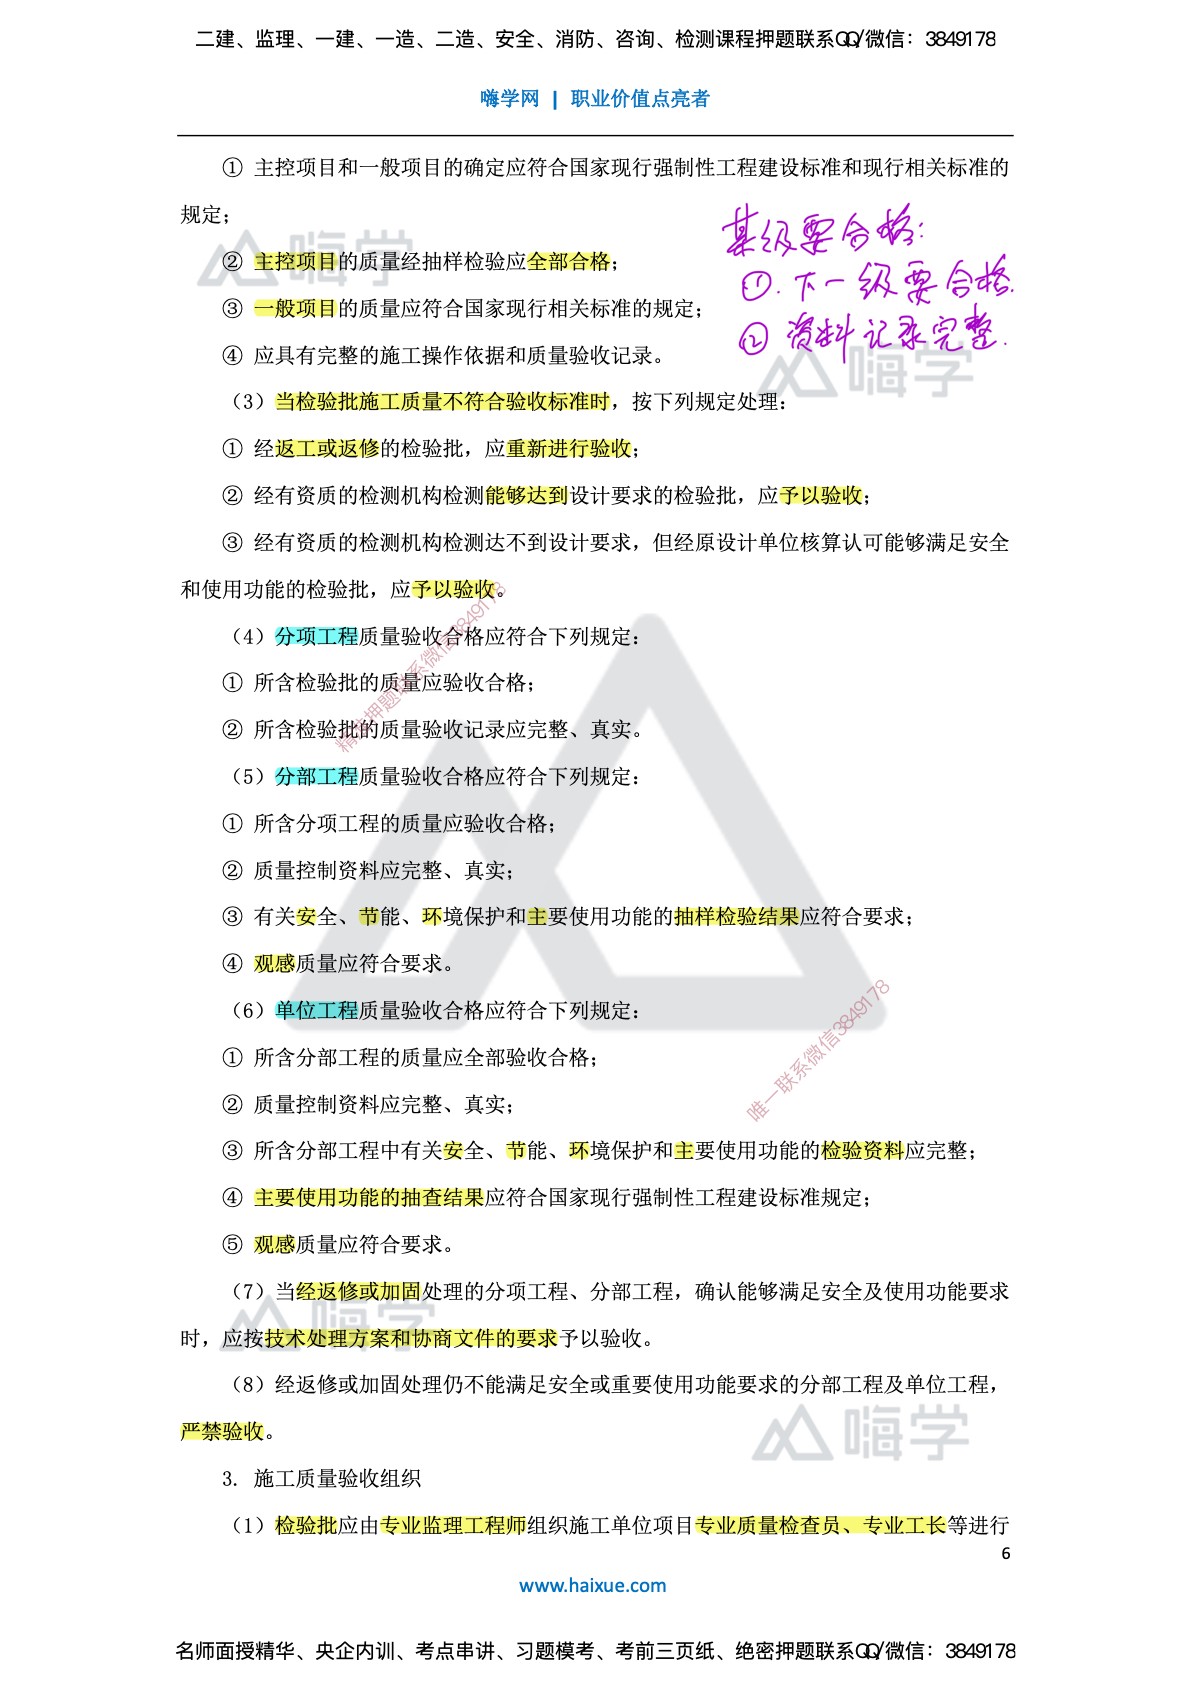 二建、监理、一建、一造、二造、安全、消防、咨询、检测课程押题联系QQ/微信：3849178
嗨学网 | 职业价值点亮者
① 主控项目和一般项目的确定应符合国家现行强制性工程建设标准和现行相关标准的
规定；
某级要合格：
嗨学
② 主控项目的质量经抽样检验应全部合格；
①. 下一级要合格.
③ 一般项目的质量应符合国家现行相关标准的规定；
② 资料记录完整.
④ 应具有完整的施工操作依据和质量验收记录。
嗨学
（3）当检验批施工质量不符合验收标准时，按下列规定处理：
① 经返工或返修的检验批，应重新进行验收；
② 经有资质的检测机构检测能够达到设计要求的检验批，应予以验收；
③ 经有资质的检测机构检测达不到设计要求，但经原设计单位核算认可能够满足安全
和使用功能的检验批，应予以验收。
（4）分项工程质量验收合格应符合下列规定：
精准押题联系微信3849178
① 所含检验批的质量应验收合格；
② 所含检验批的质量验收记录应完整、真实。
（5）分部工程质量验收合格应符合下列规定：
① 所含分项工程的质量应验收合格；
② 质量控制资料应完整、真实；
③ 有关安全、节能、环境保护和主要使用功能的抽样检验结果应符合要求；
④ 观感质量应符合要求。
（6）单位工程质量验收合格应符合下列规定：
唯一联系微信3849178
① 所含分部工程的质量应全部验收合格；
② 质量控制资料应完整、真实；
③ 所含分部工程中有关安全、节能、环境保护和主要使用功能的检验资料应完整；
④ 主要使用功能的抽查结果应符合国家现行强制性工程建设标准规定；
⑤ 观感质量应符合要求。
（7）当经返修或加固处理的分项工程、分部工程，确认能够满足安全及使用功能要求
嗨学
时，应按技术处理方案和协商文件的要求予以验收。
（8）经返修或加固处理仍不能满足安全或重要使用功能要求的分部工程及单位工程，
严禁验收。
嗨学
3. 施工质量验收组织
（1）检验批应由专业监理工程师组织施工单位项目专业质量检查员、专业工长等进行
6
www.haixue.com
名师面授精华、央企内训、考点串讲、习题模考、考前三页纸、绝密押题联系QQ/微信：3849178